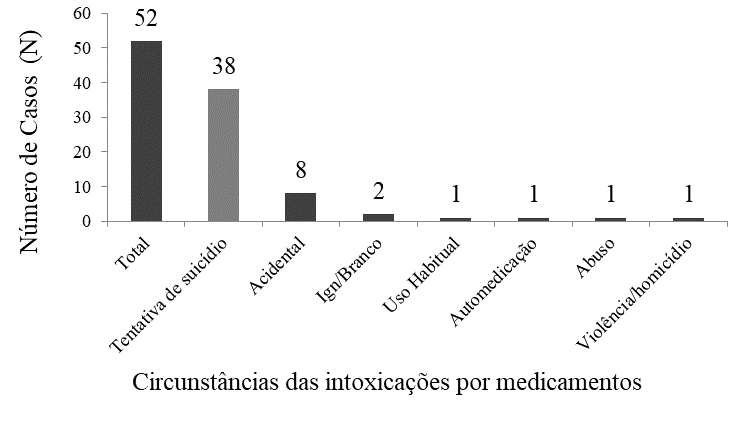 Número de Casos (N)
60
50
40
30
20
10
0
52
38
8
2
1
1
1
1
Total
Tentativa de suicídio
Acidental
Ign/Branco
Uso Habitual
Automedicação
Abuso
Violência/homicídio
Circunstâncias das intoxicações por medicamentos